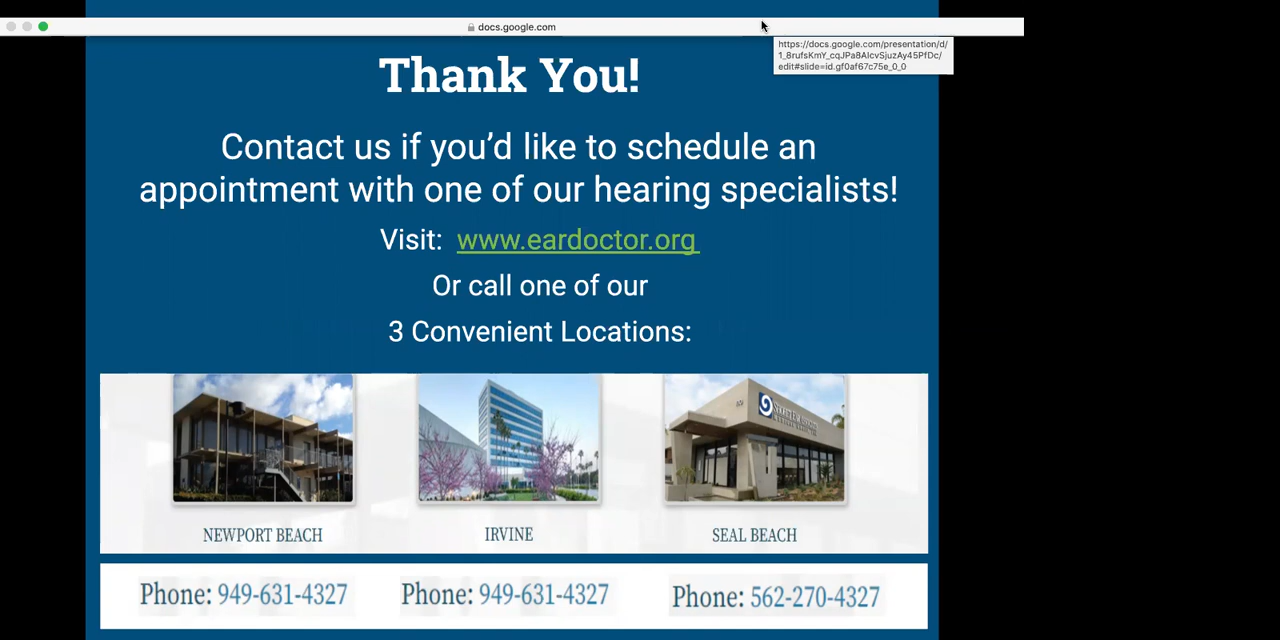 docs.google.com
https://docs.google.com/presentation/d/
1_8rufsKmY_cqJPa8AIcvSjuzAy45PfDc/
edit#slide=id.gf0af67c75e_0_0
Thank You!
Contact us if you’d like to schedule an
appointment with one of our hearing specialists!
Visit: www.eardoctor.org
Or call one of our
3 Convenient Locations:
NEWPORT BEACH
IRVINE
SEAL BEACH
Phone: 949-631-4327
Phone: 949-631-4327
Phone: 562-270-4327